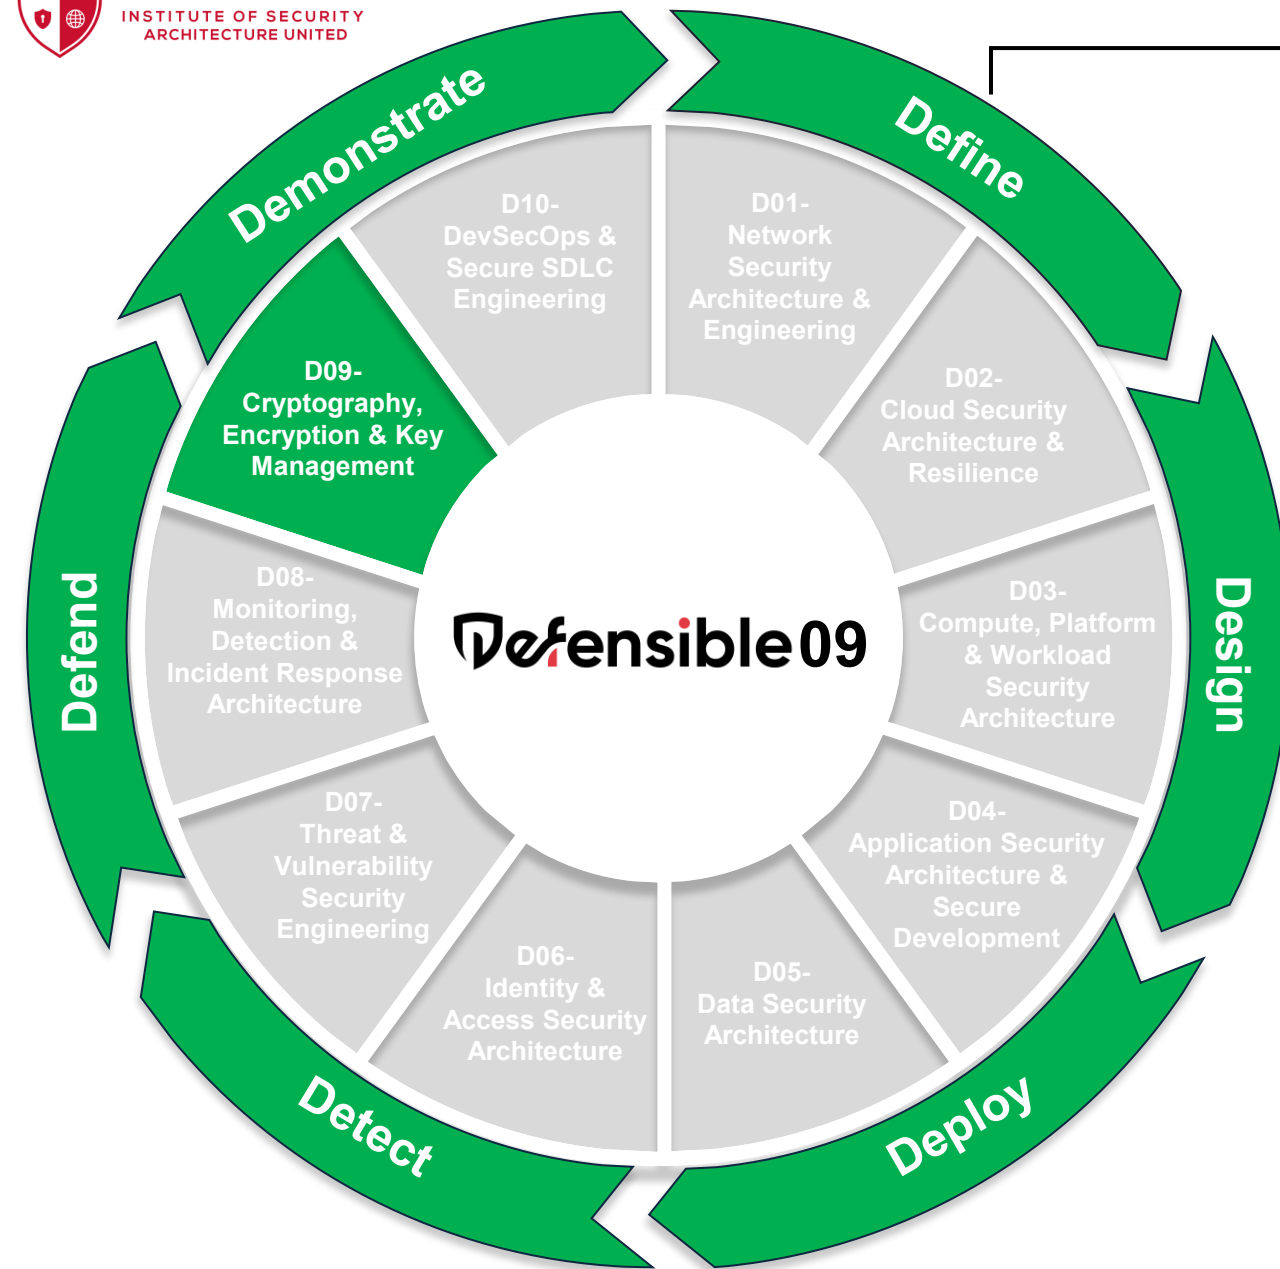 INSTITUTE OF SECURITY
ARCHITECTURE UNITED
Demonstrate
Define
Design
Deploy
Detect
Defend
D10-
DevSecOps &
Secure SDLC
Engineering
D01-
Network
Security
Architecture &
Engineering
D02-
Cloud Security
Architecture &
Resilience
D03-
Compute, Platform
& Workload
Security
Architecture
D04-
Application Security
Architecture &
Secure
Development
D05-
Data Security
Architecture
D06-
Identity &
Access Security
Architecture
D07-
Threat &
Vulnerability
Security
Engineering
D08-
Monitoring,
Detection &
Incident Response
Architecture
D09-
Cryptography,
Encryption & Key
Management
Defensible 09